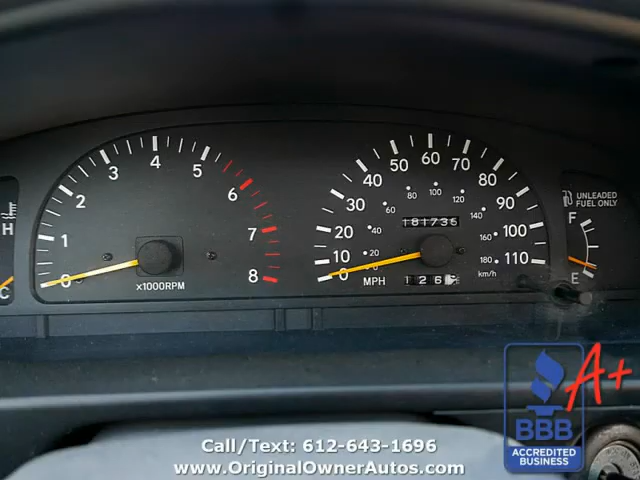 H
C
0
1
2
3
4
5
6
7
8
×1000RPM
0
10
20
30
40
50
60
70
80
90
100
110
20
40
60
80
100
120
140
160
180
km/h
MPH
181735
UNLEADED
FUEL ONLY
F
E
BBB
ACCREDITED
BUSINESS
A+
Call/Text: 612-643-1696
www.OriginalOwnerAutos.com